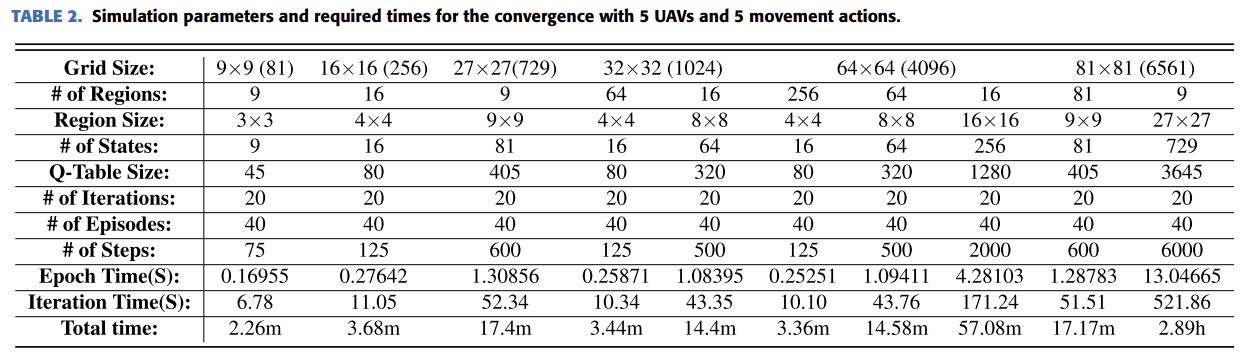 TABLE 2. Simulation parameters and required times for the convergence with 5 UAVs and 5 movement actions.
Grid Size: 9×9 (81) 16×16 (256) 27×27(729) 32×32 (1024) 64×64 (4096) 81×81 (6561)
# of Regions: 9 16 9 64 16 256 64 16 81 9
Region Size: 3×3 4×4 9×9 4×4 8×8 4×4 8×8 16×16 9×9 27×27
# of States: 9 16 81 16 64 16 64 256 81 729
Q-Table Size: 45 80 405 80 320 80 320 1280 405 3645
# of Iterations: 20 20 20 20 20 20 20 20 20 20
# of Episodes: 40 40 40 40 40 40 40 40 40 40
# of Steps: 75 125 600 125 500 125 500 2000 600 6000
Epoch Time(S): 0.16955 0.27642 1.30856 0.25871 1.08395 0.25251 1.09411 4.28103 1.28783 13.04665
Iteration Time(S): 6.78 11.05 52.34 10.34 43.35 10.10 43.76 171.24 51.51 521.86
Total time: 2.26m 3.68m 17.4m 3.44m 14.4m 3.36m 14.58m 57.08m 17.17m 2.89h